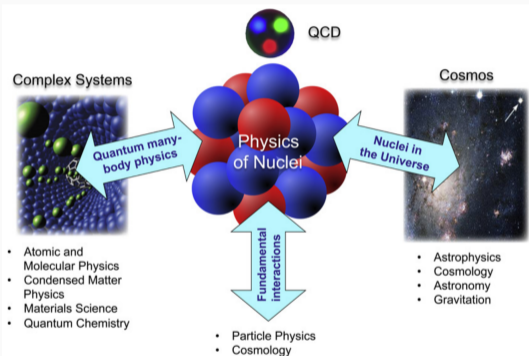 QCD
Complex Systems
Cosmos
Quantum many-
body physics
Physics
of Nuclei
Nuclei in
the Universe
Fundamental
interactions
• Atomic and
Molecular Physics
• Condensed Matter
Physics
• Materials Science
• Quantum Chemistry
• Astrophysics
• Cosmology
• Astronomy
• Gravitation
• Particle Physics
• Cosmology